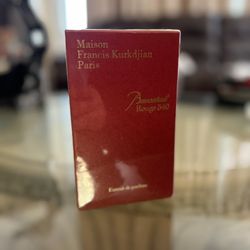 Maison
Francis Kurkdjian
Paris
Baccarat
Rouge 540
Extrait de parfum